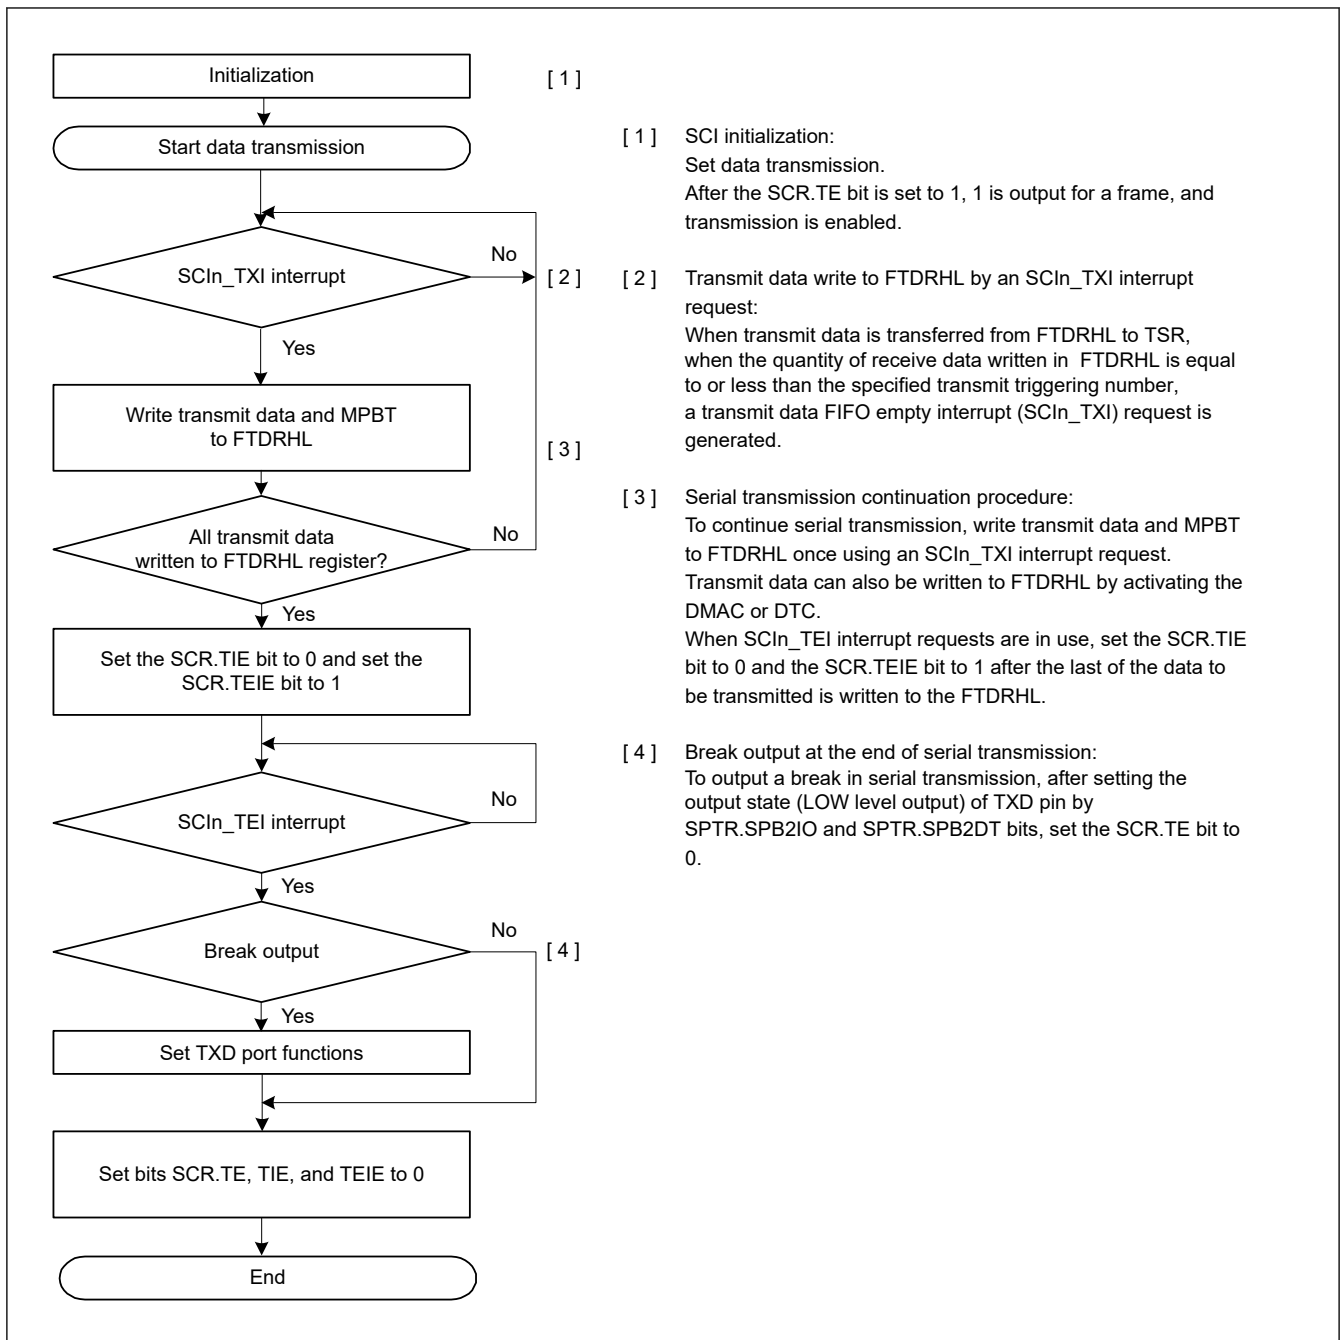 Initialization
[ 1 ]
Start data transmission
SCIn_TXI interrupt
No
[ 2 ]
Yes
Write transmit data and MPBT
to FTDRHL
[ 3 ]
All transmit data
written to FTDRHL register?
No
Yes
Set the SCR.TIE bit to 0 and set the
SCR.TEIE bit to 1
SCIn_TEI interrupt
No
Yes
Break output
No
[ 4 ]
Yes
Set TXD port functions
Set bits SCR.TE, TIE, and TEIE to 0
End
[ 1 ] SCI initialization:
Set data transmission.
After the SCR.TE bit is set to 1, 1 is output for a frame, and
transmission is enabled.
[ 2 ] Transmit data write to FTDRHL by an SCIn_TXI interrupt
request:
When transmit data is transferred from FTDRHL to TSR,
when the quantity of receive data written in FTDRHL is equal
to or less than the specified transmit triggering number,
a transmit data FIFO empty interrupt (SCIn_TXI) request is
generated.
[ 3 ] Serial transmission continuation procedure:
To continue serial transmission, write transmit data and MPBT
to FTDRHL once using an SCIn_TXI interrupt request.
Transmit data can also be written to FTDRHL by activating the
DMAC or DTC.
When SCIn_TEI interrupt requests are in use, set the SCR.TIE
bit to 0 and the SCR.TEIE bit to 1 after the last of the data to
be transmitted is written to the FTDRHL.
[ 4 ] Break output at the end of serial transmission:
To output a break in serial transmission, after setting the
output state (LOW level output) of TXD pin by
SPTR.SPB2IO and SPTR.SPB2DT bits, set the SCR.TE bit to
0.